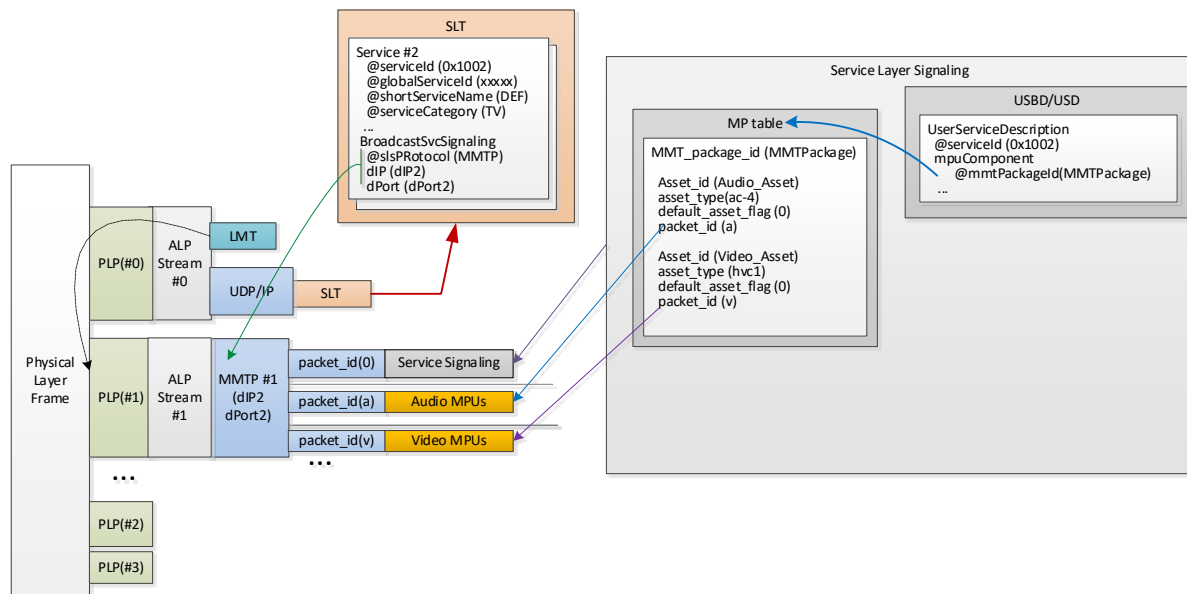 SLT
Service #2
@serviceId (0x1002)
@globalServiceId (xxxxx)
@shortServiceName (DEF)
@serviceCategory (TV)
...
BroadcastSvcSignaling
@slsPRotocol (MMTP)
dIP (dIP2)
dPort (dPort2)
Service Layer Signaling
USBD/USD
UserServiceDescription
@serviceId (0x1002)
mpuComponent
@mmtPackageId(MMTPackage)
...
MP table
MMT_package_id (MMTPackage)
Asset_id (Audio_Asset)
asset_type(ac-4)
default_asset_flag (0)
packet_id (a)
Asset_id (Video_Asset)
asset_type (hvc1)
default_asset_flag (0)
packet_id (v)
Physical
Layer
Frame
PLP(#0)
ALP
Stream
#0
LMT
UDP/IP
SLT
PLP(#1)
ALP
Stream
#1
MMTP #1
(dIP2
dPort2)
packet_id(0)
Service Signaling
packet_id(a)
Audio MPUs
packet_id(v)
Video MPUs
...
...
PLP(#2)
PLP(#3)